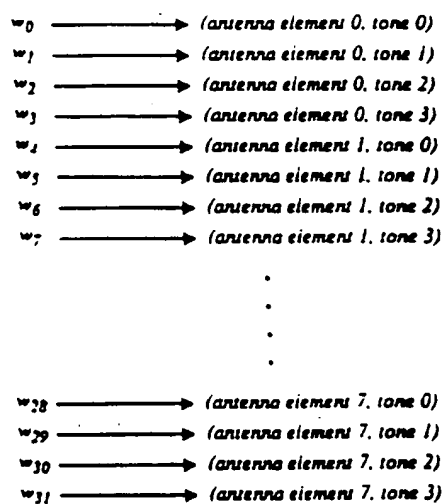 w0 → (antenna element 0, tone 0)
w1 → (antenna element 0, tone 1)
w2 → (antenna element 0, tone 2)
w3 → (antenna element 0, tone 3)
w4 → (antenna element 1, tone 0)
w5 → (antenna element 1, tone 1)
w6 → (antenna element 1, tone 2)
w7 → (antenna element 1, tone 3)
w28 → (antenna element 7, tone 0)
w29 → (antenna element 7, tone 1)
w30 → (antenna element 7, tone 2)
w31 → (antenna element 7, tone 3)